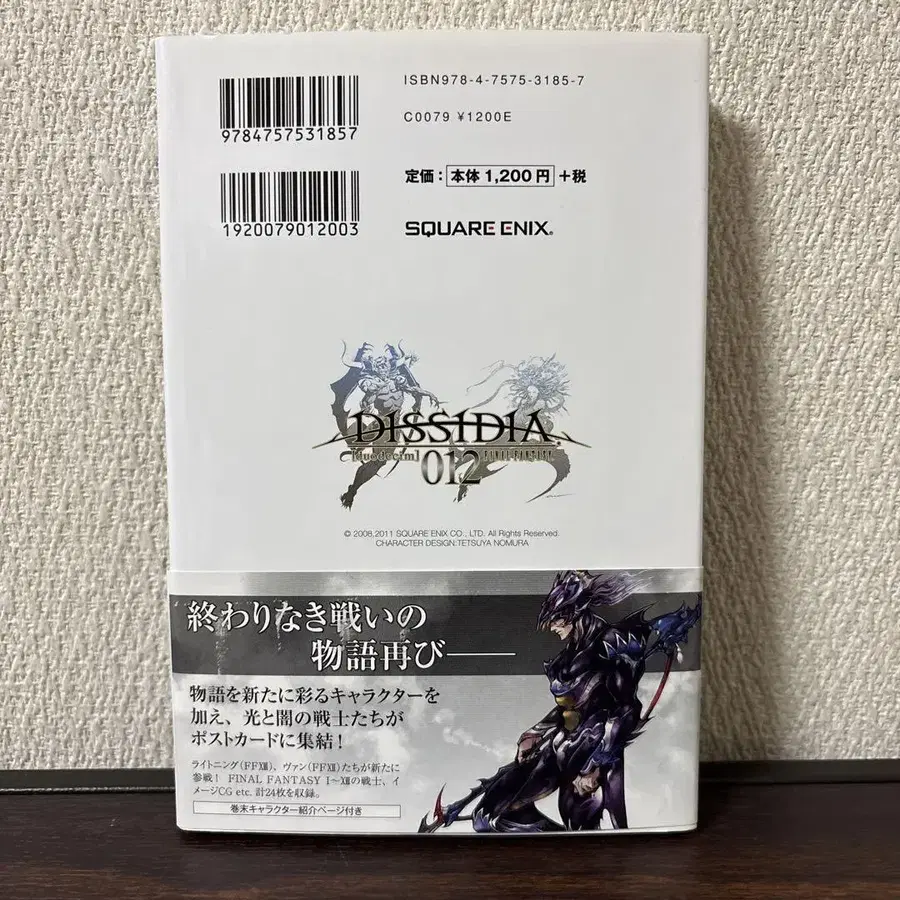 ISBN978-4-7575-3185-7
9784757531857
C0079 ¥1200E
定価：本体1,200円+税
1920079012003
SQUARE ENIX®
DISSIDIA
[duodecim] 012 FINAL FANTASY
© 2008,2011 SQUARE ENIX CO., LTD. All Rights Reserved.
CHARACTER DESIGN:TETSUYA NOMURA
終わりなき戦いの
物語再び――
物語を新たに彩るキャラクターを
加え、光と闇の戦士たちが
ポストカードに集結！
ライトニング（FFXIII）、ヴァン（FFXII）たちが新たに
参戦！ FINAL FANTASY I～XIIIの戦士、イ
メージCG etc. 計24枚を収録。
巻末キャラクター紹介ページ付き